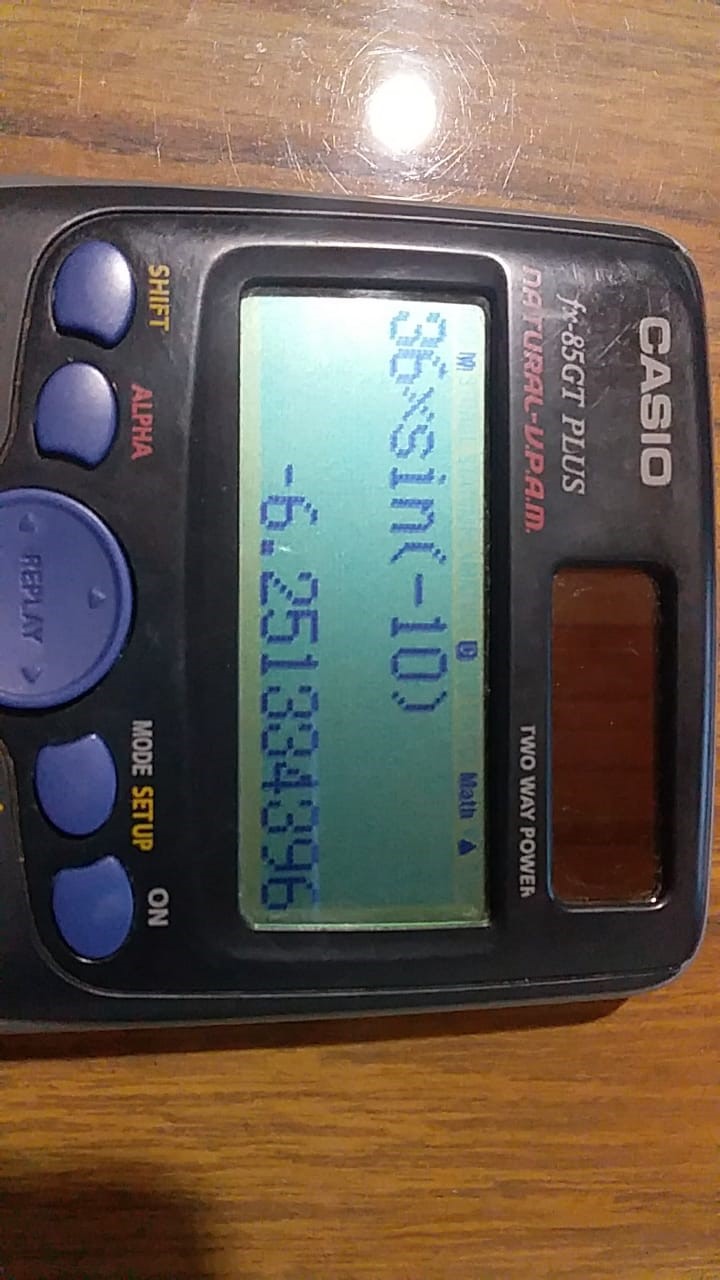 CASIO
fx-85GT PLUS
NATURAL-V.P.A.M.
TWO WAY POWER
M D Math ▲
36×sin(-10)
-6.251334396
SHIFT ALPHA MODE SETUP ON
REPLAY